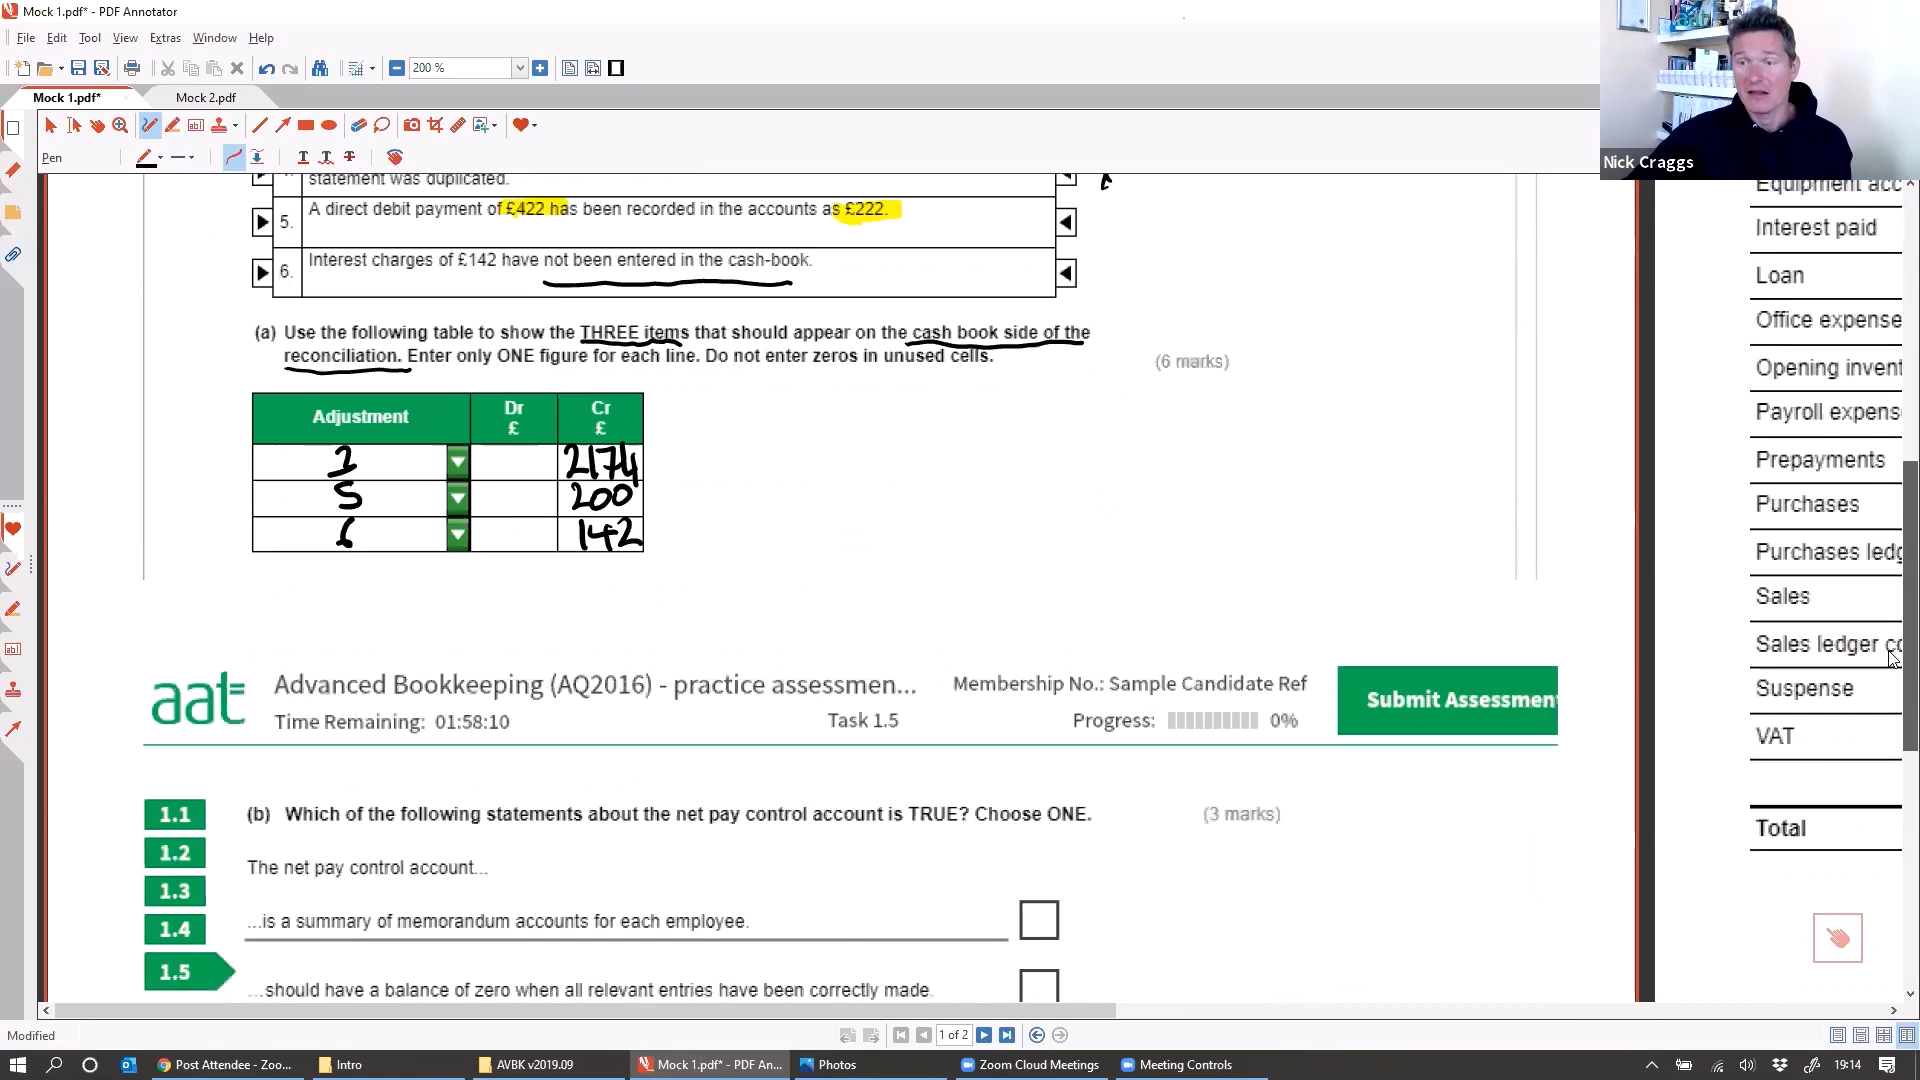 Mock 1.pdf* - PDF Annotator
File Edit Tool View Extras Window Help
200 %
Mock 1.pdf* Mock 2.pdf
Pen
Nick Craggs
statement was duplicated.
5. A direct debit payment of £422 has been recorded in the accounts as £222.
6. Interest charges of £142 have not been entered in the cash-book.
(a) Use the following table to show the THREE items that should appear on the cash book side of the
reconciliation. Enter only ONE figure for each line. Do not enter zeros in unused cells.
(6 marks)
Adjustment Dr £ Cr £
2174
5 200
6 142
aat
Advanced Bookkeeping (AQ2016) - practice assessmen...
Membership No.: Sample Candidate Ref
Submit Assessment
Time Remaining: 01:58:10
Task 1.5
Progress: 0%
1.1
1.2
1.3
1.4
1.5
(b) Which of the following statements about the net pay control account is TRUE? Choose ONE. (3 marks)
The net pay control account...
...is a summary of memorandum accounts for each employee.
...should have a balance of zero when all relevant entries have been correctly made.
Equipment acc
Interest paid
Loan
Office expense
Opening invent
Payroll expens
Prepayments
Purchases
Purchases ledg
Sales
Sales ledger co
Suspense
VAT
Total
Modified
1 of 2
Post Attendee - Zoo...
Intro
AVBK v2019.09
Mock 1.pdf* - PDF An...
Photos
Zoom Cloud Meetings
Meeting Controls
19:14